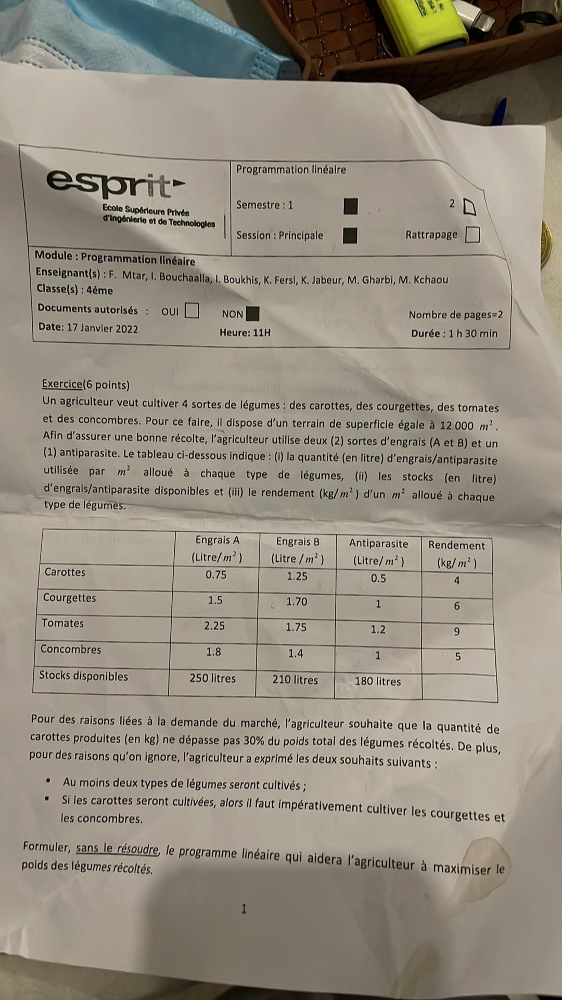 esprit
Ecole Supérieure Privée
d'Ingénierie et de Technologies
Programmation linéaire
Semestre : 1
2
Session : Principale
Rattrapage
Module : Programmation linéaire
Enseignant(s) : F. Mtar, I. Bouchaalla, I. Boukhis, K. Fersi, K. Jabeur, M. Gharbi, M. Kchaou
Classe(s) : 4éme
Documents autorisés : OUI NON
Nombre de pages=2
Date: 17 Janvier 2022
Heure: 11H
Durée : 1 h 30 min
Exercice(6 points)
Un agriculteur veut cultiver 4 sortes de légumes : des carottes, des courgettes, des tomates
et des concombres. Pour ce faire, il dispose d'un terrain de superficie égale à 12 000 m².
Afin d'assurer une bonne récolte, l'agriculteur utilise deux (2) sortes d'engrais (A et B) et un
(1) antiparasite. Le tableau ci-dessous indique : (i) la quantité (en litre) d'engrais/antiparasite
utilisée par m² alloué à chaque type de légumes, (ii) les stocks (en litre)
d'engrais/antiparasite disponibles et (iii) le rendement (kg/m²) d'un m² alloué à chaque
type de légumes.
Engrais A (Litre/m²) Engrais B (Litre /m²) Antiparasite (Litre/m²) Rendement (kg/m²)
Carottes 0.75 1.25 0.5 4
Courgettes 1.5 1.70 1 6
Tomates 2.25 1.75 1.2 9
Concombres 1.8 1.4 1 5
Stocks disponibles 250 litres 210 litres 180 litres
Pour des raisons liées à la demande du marché, l'agriculteur souhaite que la quantité de
carottes produites (en kg) ne dépasse pas 30% du poids total des légumes récoltés. De plus,
pour des raisons qu'on ignore, l'agriculteur a exprimé les deux souhaits suivants :
▪ Au moins deux types de légumes seront cultivés ;
▪ Si les carottes seront cultivées, alors il faut impérativement cultiver les courgettes et
les concombres.
Formuler, sans le résoudre, le programme linéaire qui aidera l'agriculteur à maximiser le
poids des légumes récoltés.
1